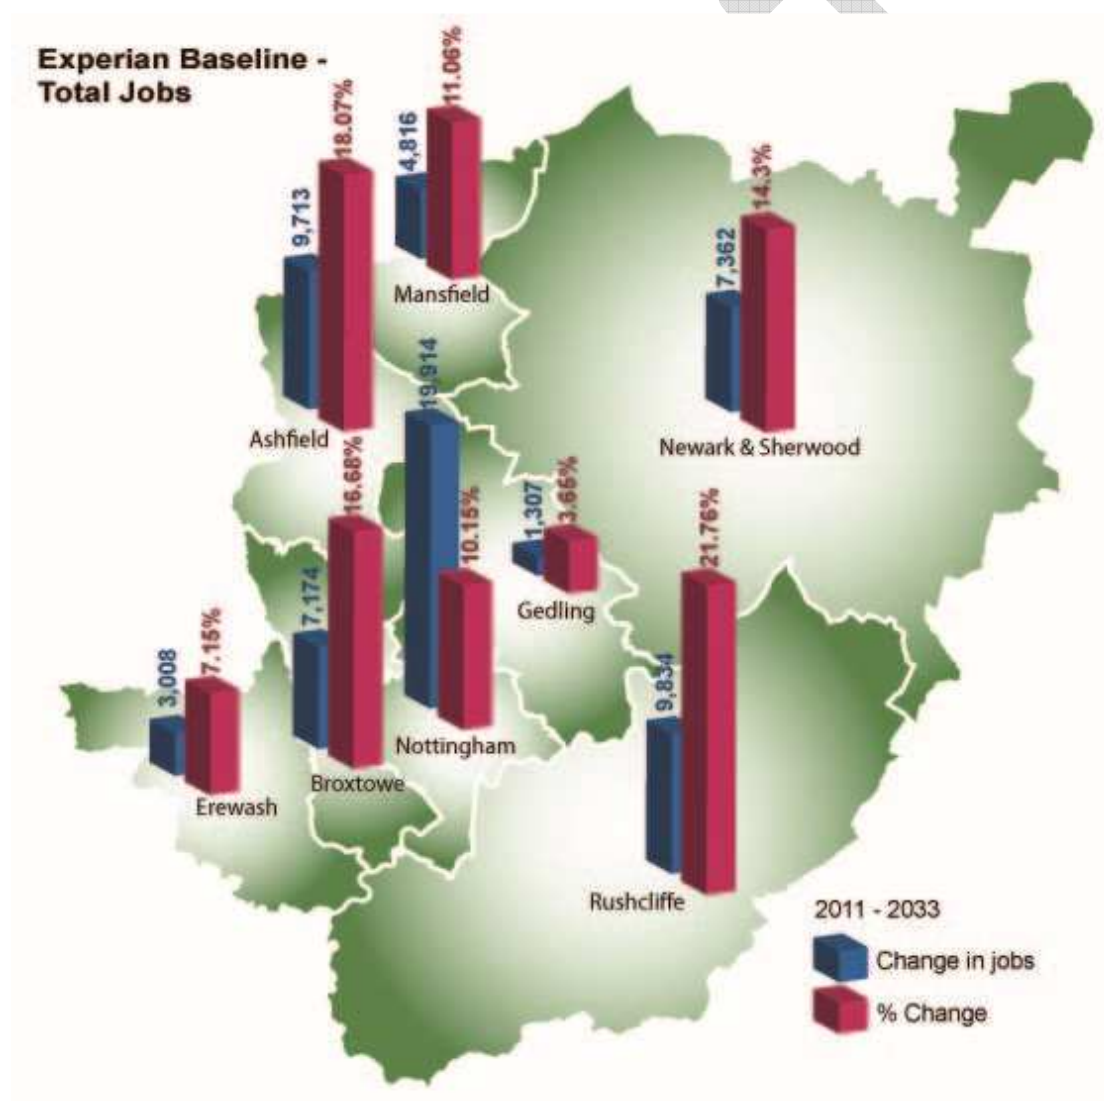 Experian Baseline -
Total Jobs
4,816
11.06%
Mansfield
9,713
18.07%
Ashfield
7,362
14.3%
Newark & Sherwood
19,914
10.15%
Nottingham
1,307
3.65%
Gedling
7,174
16.68%
Broxtowe
3,008
7.15%
Erewash
9,834
21.76%
Rushcliffe
2011 - 2033
Change in jobs
% Change